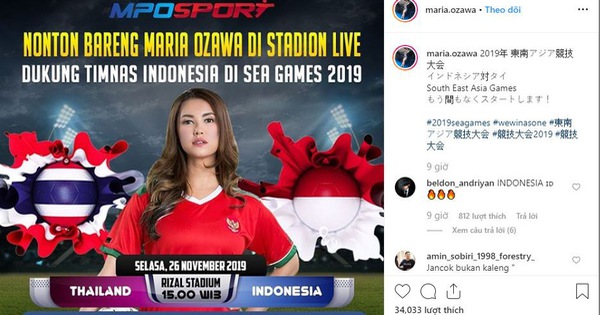 MPOSPORT
NONTON BARENG MARIA OZAWA DI STADION LIVE
DUKUNG TIMNAS INDONESIA DI SEA GAMES 2019
SELASA, 26 NOVEMBER 2019
THAILAND
RIZAL STADIUM
15.00 WIB
INDONESIA
maria.ozawa • Theo dõi
maria.ozawa 2019年 東南アジア競技
大会
インドネシア対タイ
South East Asia Games
もう間もなくスタートします！
#2019seagames #wewinasone #東南
アジア競技大会 #競技大会2019 #競技
大会
9 giờ
beldon_andriyan INDONESIA ɪᴅ
9 giờ 812 lượt thích Trả lời
Xem câu trả lời (6)
amin_sobiri_1998_forestry_
Jancok bukan kaleng "
34,033 lượt thích